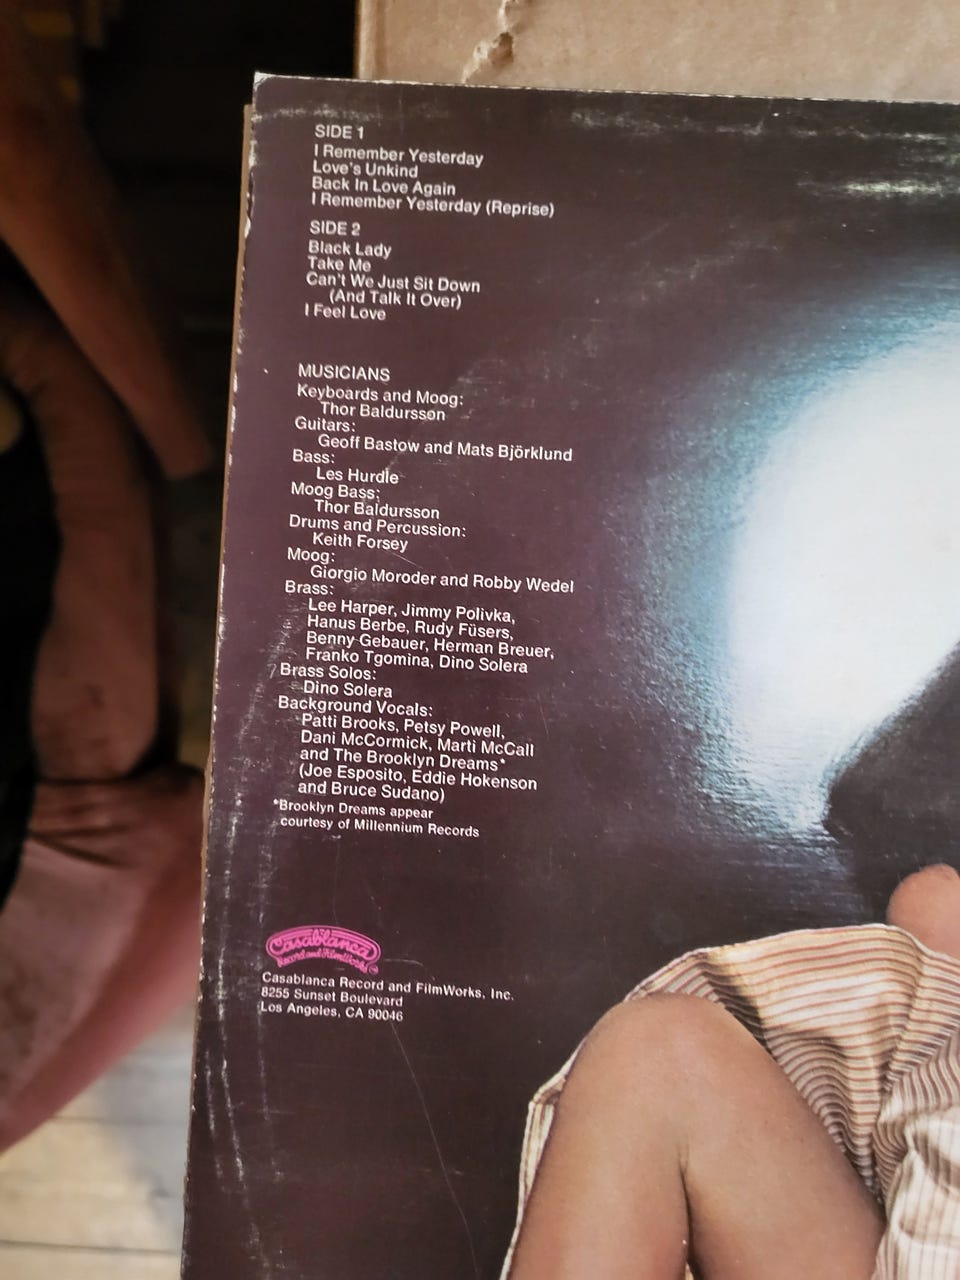 SIDE 1
I Remember Yesterday
Love's Unkind
Back In Love Again
I Remember Yesterday (Reprise)
SIDE 2
Black Lady
Take Me
Can't We Just Sit Down
(And Talk It Over)
I Feel Love
MUSICIANS
Keyboards and Moog:
Thor Baldursson
Guitars:
Geoff Bastow and Mats Björklund
Bass:
Les Hurdle
Moog Bass:
Thor Baldursson
Drums and Percussion:
Keith Forsey
Moog:
Giorgio Moroder and Robby Wedel
Brass:
Lee Harper, Jimmy Polivka,
Hanus Berbe, Rudy Füsers,
Benny Gebauer, Herman Breuer,
Franko Tgomina, Dino Solera
Brass Solos:
Dino Solera
Background Vocals:
Patti Brooks, Petsy Powell,
Dani McCormick, Marti McCall
and The Brooklyn Dreams*
(Joe Esposito, Eddie Hokenson
and Bruce Sudano)
*Brooklyn Dreams appear
courtesy of Millennium Records
Casablanca
Record and FilmWorks
Casablanca Record and FilmWorks, Inc.
8255 Sunset Boulevard
Los Angeles, CA 90046